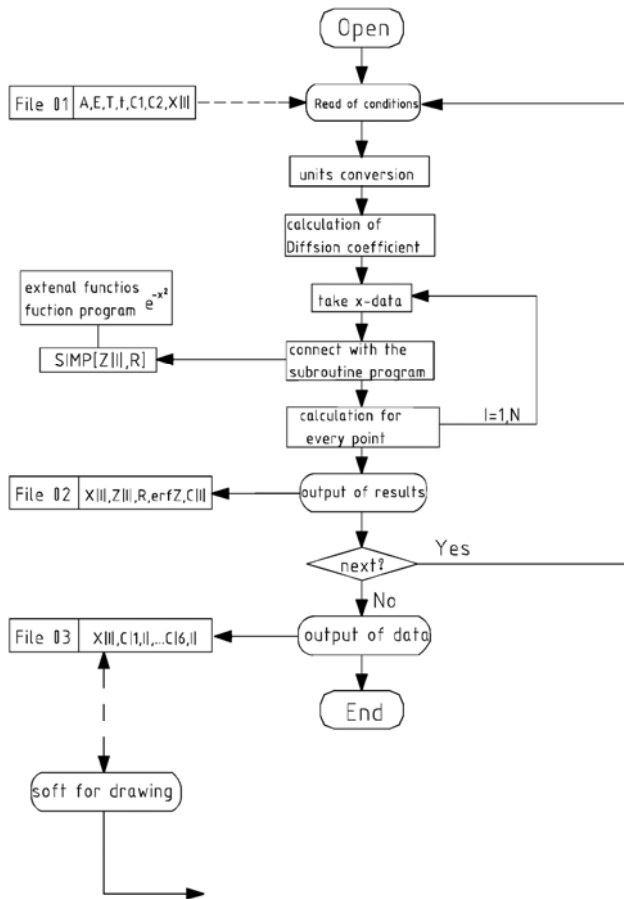 Open
File 01 A,E,T,t,C1,C2,X|I|
Read of conditions
units conversion
calculation of
Diffsion coefficient
extenal functios
fuction program e^-x²
take x-data
SIMP[Z|I|,R]
connect with the
subroutine program
calculation for
every point
I=1,N
File 02 X|I|,Z|I|,R,erfZ,C|I|
output of results
next?
Yes
No
File 03 X|I|,C|1,I|,...C|6,I|
output of data
End
soft for drawing